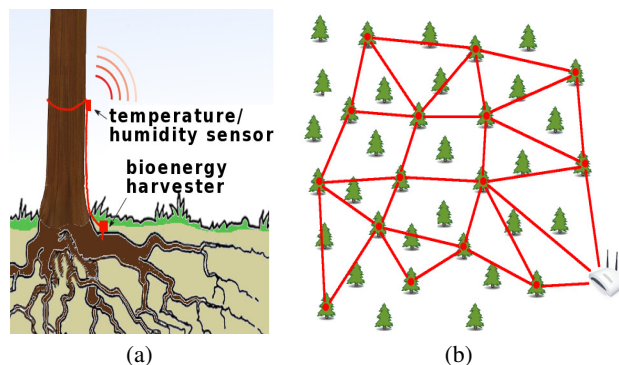 temperature/
humidity sensor
bioenergy
harvester
(a)
(b)